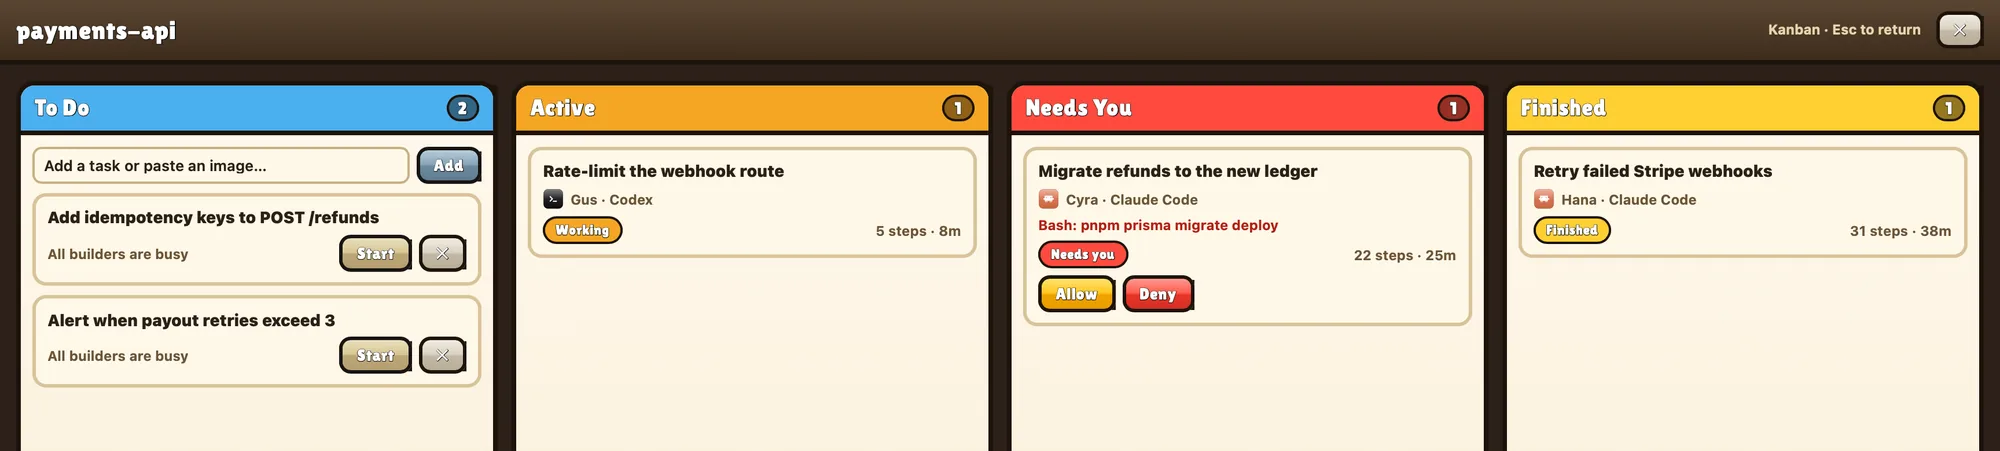 payments-api
Kanban · Esc to return
To Do 2
Add a task or paste an image...
Add
Add idempotency keys to POST /refunds
All builders are busy
Start
Alert when payout retries exceed 3
All builders are busy
Start
Active 1
Rate-limit the webhook route
Gus · Codex
Working
5 steps · 8m
Needs You 1
Migrate refunds to the new ledger
Cyra · Claude Code
Bash: pnpm prisma migrate deploy
Needs you
22 steps · 25m
Allow
Deny
Finished 1
Retry failed Stripe webhooks
Hana · Claude Code
Finished
31 steps · 38m